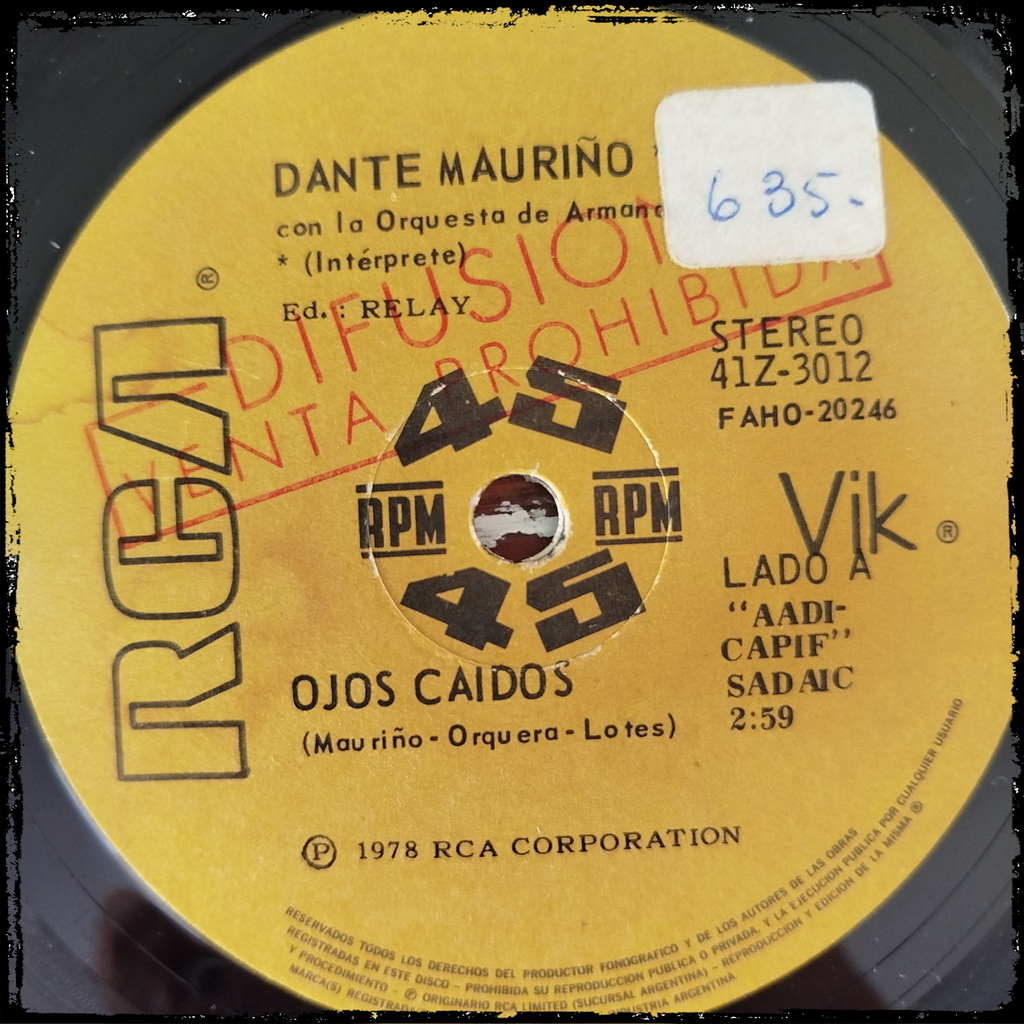 DANTE MAURIÑO *
con la Orquesta de Armand
* (Intérprete)
Ed. : RELAY
635.
DIFUSION
VENTA PROHIBIDA
RCA
®
STEREO
41Z-3012
FAHO-20246
45
RPM
RPM
45
Vik ®
LADO A
“AADI-
CAPIF”
SADAIC
2:59
OJOS CAIDOS
(Mauriño - Orquera - Lotes)
Ⓟ 1978 RCA CORPORATION
RESERVADOS TODOS LOS DERECHOS DEL PRODUCTOR FONOGRAFICO Y DE LOS AUTORES DE LAS OBRAS
REGISTRADAS EN ESTE DISCO - PROHIBIDA SU REPRODUCCION PUBLICA O PRIVADA, Y LA EJECUCION PUBLICA POR CUALQUIER USUARIO
Y PROCEDIMIENTO - Ⓟ ORIGINARIO RCA LIMITED (SUCURSAL ARGENTINA) - REPRODUCCION Y EDICION DE LA MISMA ®
MARCA(S) REGISTRADA INDUSTRIA ARGENTINA